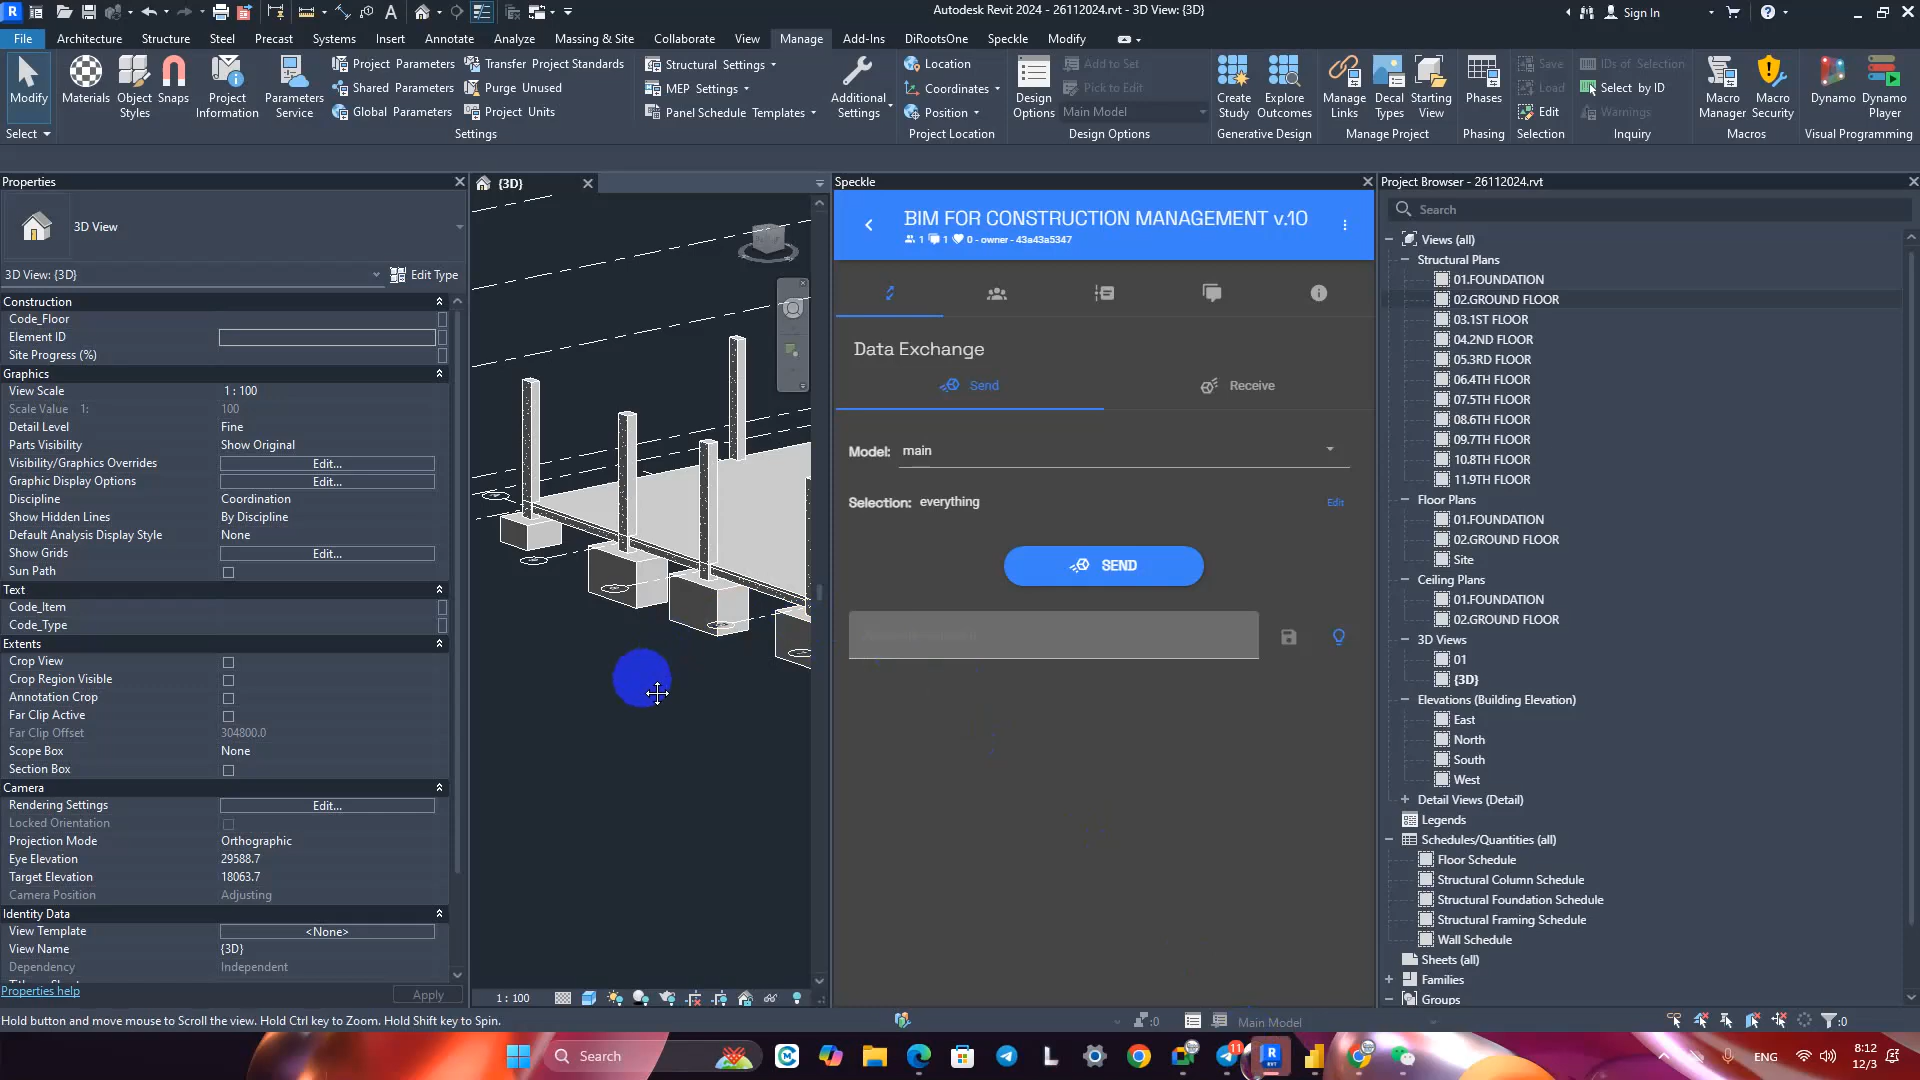 Autodesk Revit 2024 - 26112024.rvt - 3D View: {3D}
Sign In
File Architecture Structure Steel Precast Systems Insert Annotate Analyze Massing & Site Collaborate View Manage Add-Ins DiRootsOne Speckle Modify
Modify
Materials
Object Styles
Snaps
Project Information
Parameters Service
Project Parameters
Shared Parameters
Global Parameters
Transfer Project Standards
Purge Unused
Project Units
Structural Settings
MEP Settings
Panel Schedule Templates
Additional Settings
Location
Coordinates
Position
Design Options
Add to Set
Pick to Edit
Main Model
Create Study
Explore Outcomes
Manage Links
Decal Types
Starting View
Phases
Save
Load
Edit
IDs of Selection
Select by ID
Warnings
Macro Manager
Macro Security
Dynamo
Dynamo Player
Select
Settings
Project Location
Design Options
Generative Design
Manage Project
Phasing
Selection
Inquiry
Macros
Visual Programming
Properties
3D View
3D View: {3D}
Edit Type
Construction
Code_Floor
Element ID
Site Progress (%)
Graphics
View Scale 1 : 100
Scale Value 1: 100
Detail Level Fine
Parts Visibility Show Original
Visibility/Graphics Overrides Edit...
Graphic Display Options Edit...
Discipline Coordination
Show Hidden Lines By Discipline
Default Analysis Display Style None
Show Grids Edit...
Sun Path
Text
Code_Item
Code_Type
Extents
Crop View
Crop Region Visible
Annotation Crop
Far Clip Active
Far Clip Offset 304800.0
Scope Box None
Section Box
Camera
Rendering Settings Edit...
Locked Orientation
Projection Mode Orthographic
Eye Elevation 29588.7
Target Elevation 18063.7
Camera Position Adjusting
Identity Data
View Template <None>
View Name {3D}
Dependency Independent
Properties help
Apply
{3D}
1 : 100
Speckle
BIM FOR CONSTRUCTION MANAGEMENT v.10
1 1 0 - owner - 43a43a5347
Data Exchange
Send
Receive
Model: main
Selection: everything
Edit
SEND
Project Browser - 26112024.rvt
Search
Views (all)
Structural Plans
01.FOUNDATION
02.GROUND FLOOR
03.1ST FLOOR
04.2ND FLOOR
05.3RD FLOOR
06.4TH FLOOR
07.5TH FLOOR
08.6TH FLOOR
09.7TH FLOOR
10.8TH FLOOR
11.9TH FLOOR
Floor Plans
01.FOUNDATION
02.GROUND FLOOR
Site
Ceiling Plans
01.FOUNDATION
02.GROUND FLOOR
3D Views
01
{3D}
Elevations (Building Elevation)
East
North
South
West
Detail Views (Detail)
Legends
Schedules/Quantities (all)
Floor Schedule
Structural Column Schedule
Structural Foundation Schedule
Structural Framing Schedule
Wall Schedule
Sheets (all)
Families
Groups
Hold button and move mouse to Scroll the view. Hold Ctrl key to Zoom. Hold Shift key to Spin.
:0
Main Model
:0
Search
11
ENG
8:12
12/3